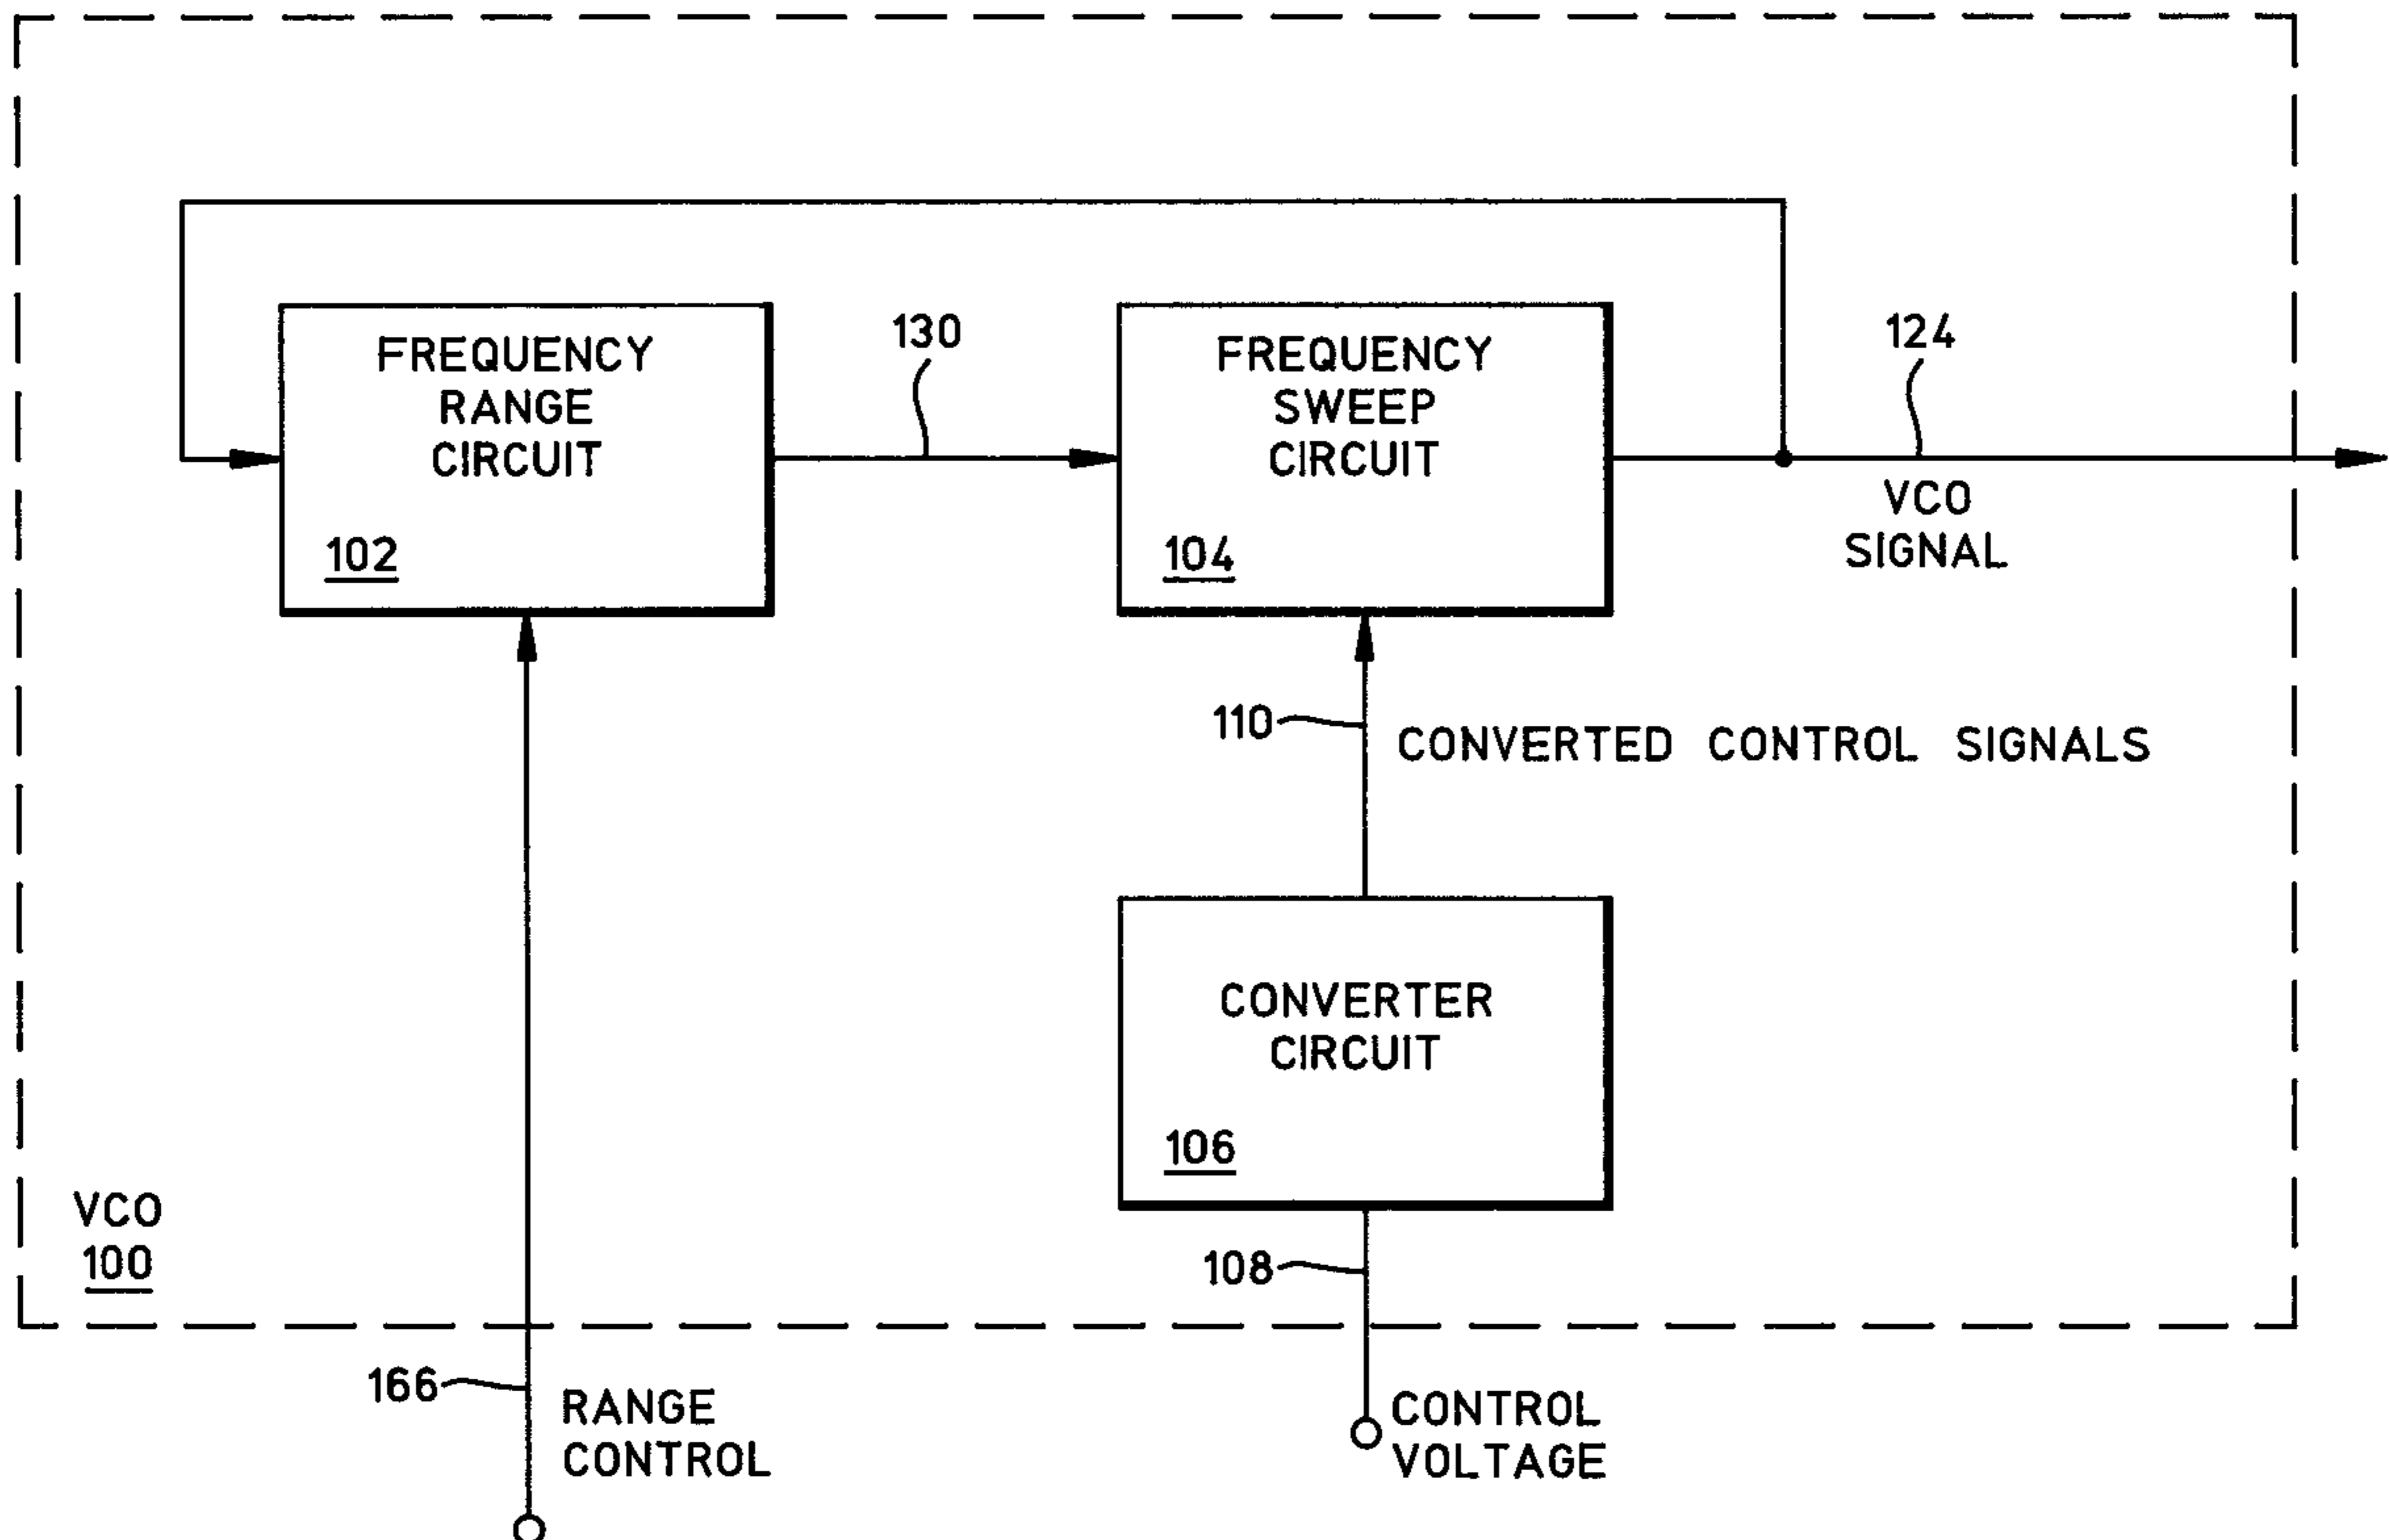 FREQUENCY
RANGE
CIRCUIT
102
130
FREQUENCY
SWEEP
CIRCUIT
104
124
VCO
SIGNAL
110
CONVERTED CONTROL SIGNALS
CONVERTER
CIRCUIT
106
VCO
100
108
166
RANGE
CONTROL
CONTROL
VOLTAGE